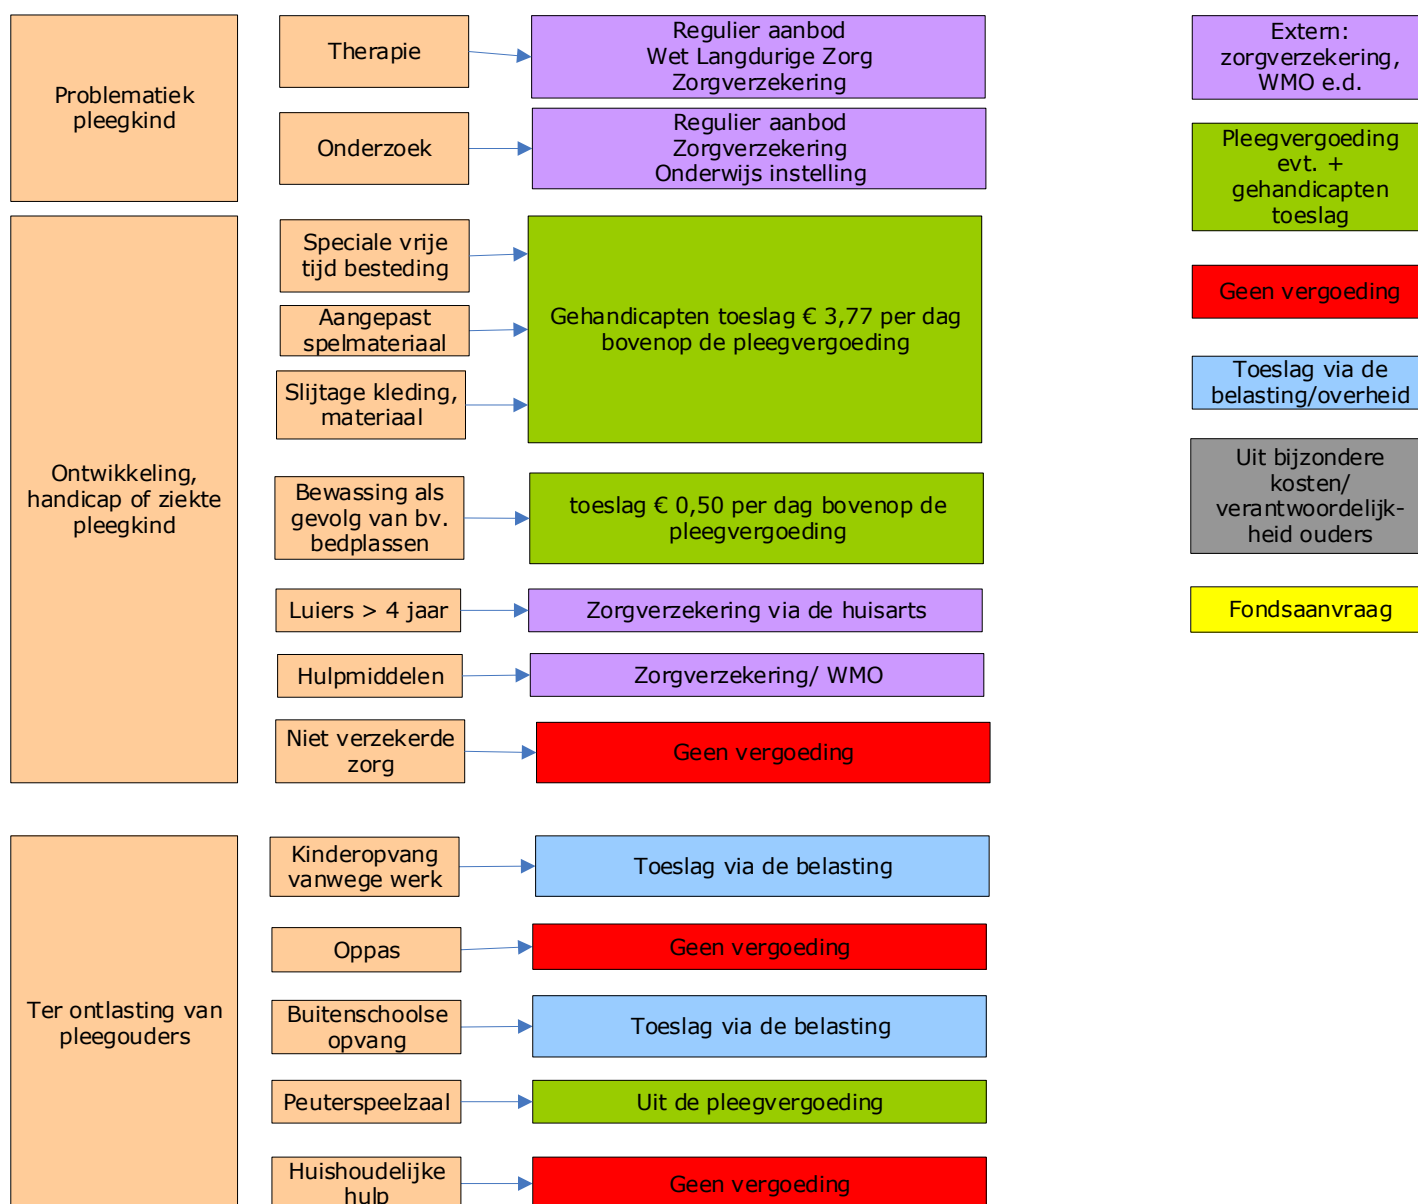 Problematiek
pleegkind
Therapie
Regulier aanbod
Wet Langdurige Zorg
Zorgverzekering
Onderzoek
Regulier aanbod
Zorgverzekering
Onderwijs instelling
Ontwikkeling,
handicap of ziekte
pleegkind
Speciale vrije
tijd besteding
Aangepast
spelmateriaal
Slijtage kleding,
materiaal
Gehandicapten toeslag € 3,77 per dag
bovenop de pleegvergoeding
Bewassing als
gevolg van bv.
bedplassen
toeslag € 0,50 per dag bovenop de
pleegvergoeding
Luiers > 4 jaar
Zorgverzekering via de huisarts
Hulpmiddelen
Zorgverzekering/ WMO
Niet verzekerde
zorg
Geen vergoeding
Ter ontlasting van
pleegouders
Kinderopvang
vanwege werk
Toeslag via de belasting
Oppas
Geen vergoeding
Buitenschoolse
opvang
Toeslag via de belasting
Peuterspeelzaal
Uit de pleegvergoeding
Huishoudelijke
hulp
Geen vergoeding
Extern:
zorgverzekering,
WMO e.d.
Pleegvergoeding
evt. +
gehandicapten
toeslag
Geen vergoeding
Toeslag via de
belasting/overheid
Uit bijzondere
kosten/
verantwoordelijk-
heid ouders
Fondsaanvraag